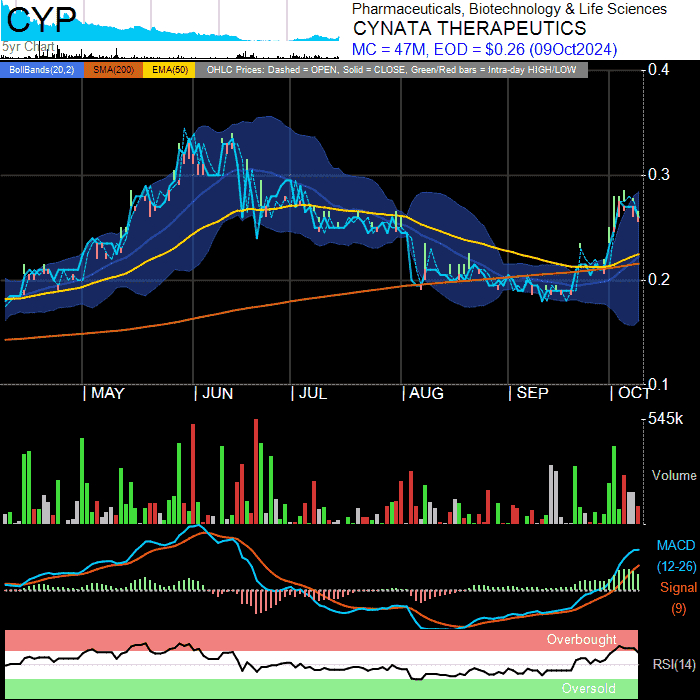 CYP
Pharmaceuticals, Biotechnology & Life Sciences
CYNATA THERAPEUTICS
MC = 47M, EOD = $0.26 (09Oct2024)
5yr Chart
BollBands(20,2) SMA(200) EMA(50) OHLC Prices: Dashed = OPEN, Solid = CLOSE, Green/Red bars = Intra-day HIGH/LOW
0.4
0.3
0.2
0.1
MAY JUN JUL AUG SEP OCT
545k
Volume
MACD
(12-26)
Signal
(9)
Overbought
RSI(14)
Oversold